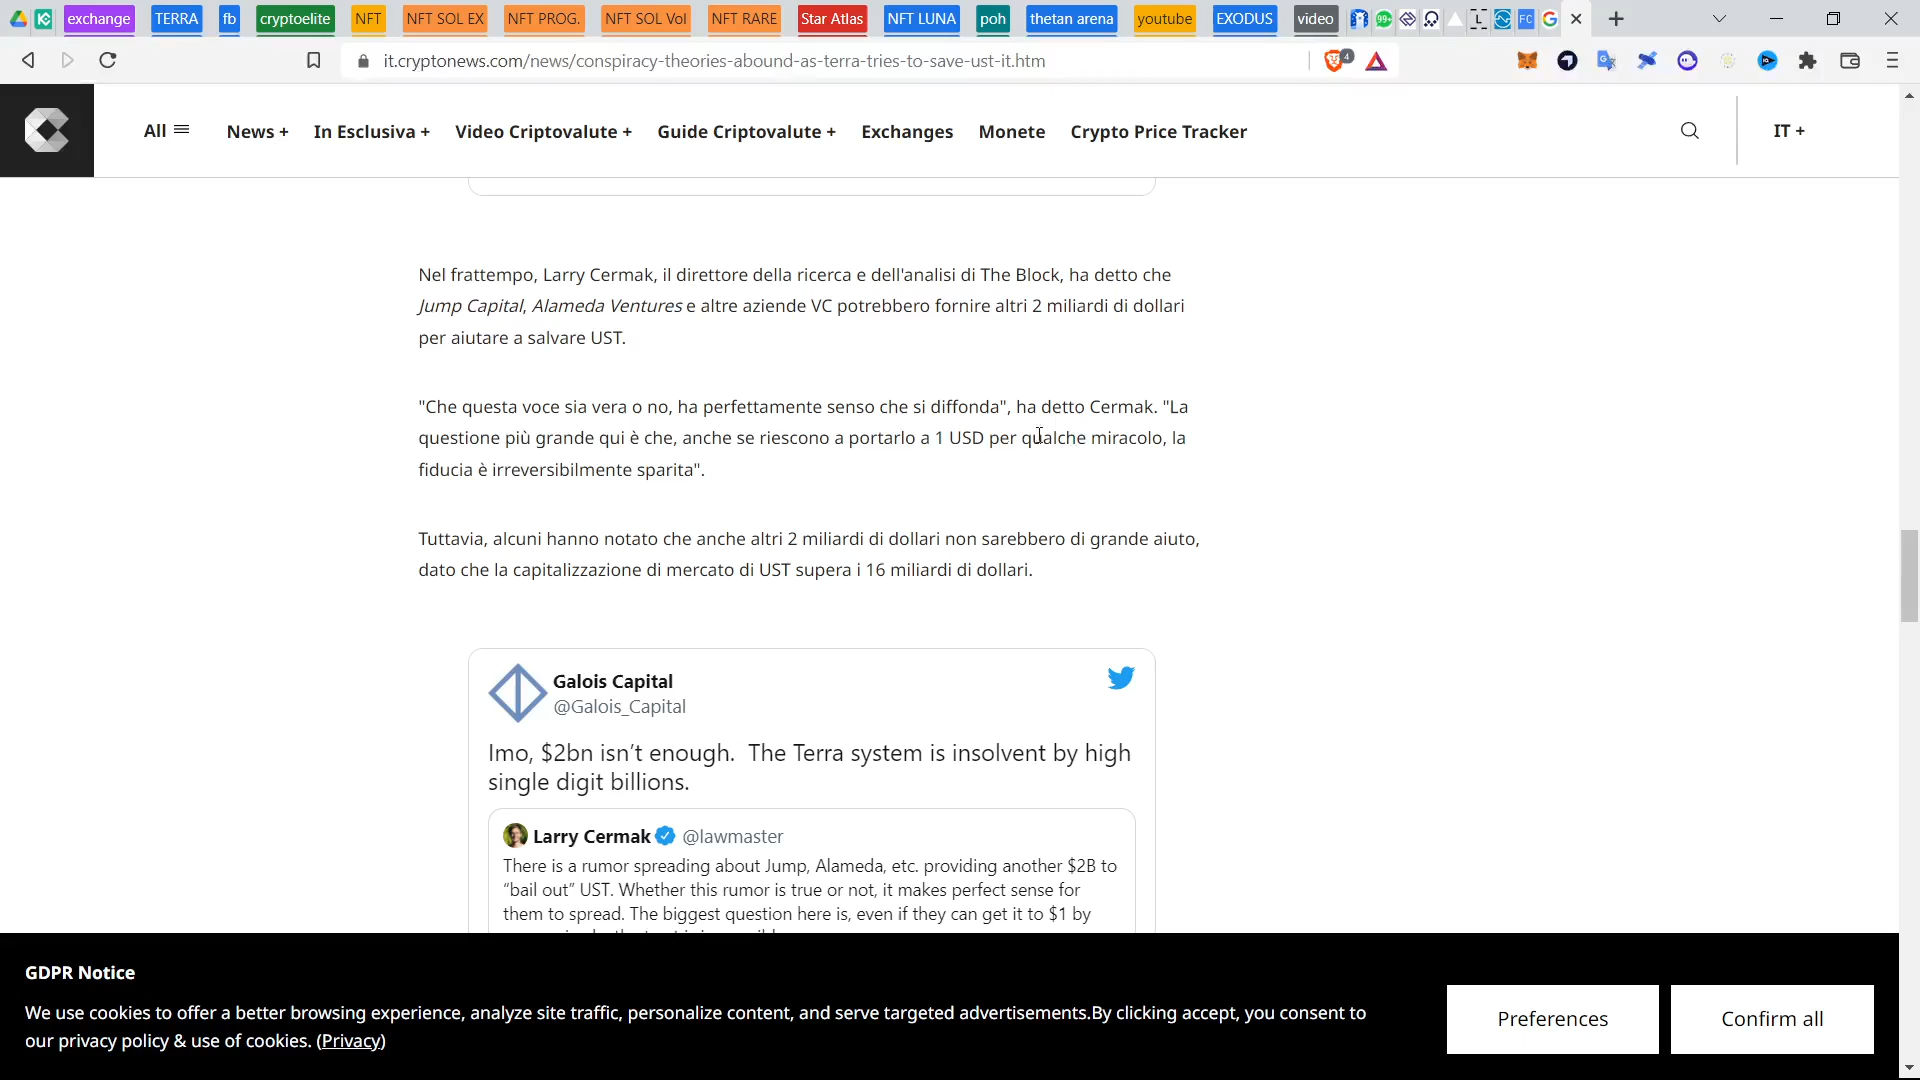 exchange TERRA fb cryptoelite NFT NFT SOL EX NFT PROG. NFT SOL Vol NFT RARE Star Atlas NFT LUNA poh thetan arena youtube EXODUS video 99+ L FC G
it.cryptonews.com/news/conspiracy-theories-abound-as-terra-tries-to-save-ust-it.htm 4
All News + In Esclusiva + Video Criptovalute + Guide Criptovalute + Exchanges Monete Crypto Price Tracker IT +
Nel frattempo, Larry Cermak, il direttore della ricerca e dell'analisi di The Block, ha detto che
Jump Capital, Alameda Ventures e altre aziende VC potrebbero fornire altri 2 miliardi di dollari
per aiutare a salvare UST.
"Che questa voce sia vera o no, ha perfettamente senso che si diffonda", ha detto Cermak. "La
questione più grande qui è che, anche se riescono a portarlo a 1 USD per qualche miracolo, la
fiducia è irreversibilmente sparita".
Tuttavia, alcuni hanno notato che anche altri 2 miliardi di dollari non sarebbero di grande aiuto,
dato che la capitalizzazione di mercato di UST supera i 16 miliardi di dollari.
Galois Capital
@Galois_Capital
Imo, $2bn isn’t enough. The Terra system is insolvent by high
single digit billions.
Larry Cermak @lawmaster
There is a rumor spreading about Jump, Alameda, etc. providing another $2B to
“bail out” UST. Whether this rumor is true or not, it makes perfect sense for
them to spread. The biggest question here is, even if they can get it to $1 by
GDPR Notice
We use cookies to offer a better browsing experience, analyze site traffic, personalize content, and serve targeted advertisements.By clicking accept, you consent to
our privacy policy & use of cookies. (Privacy)
Preferences Confirm all